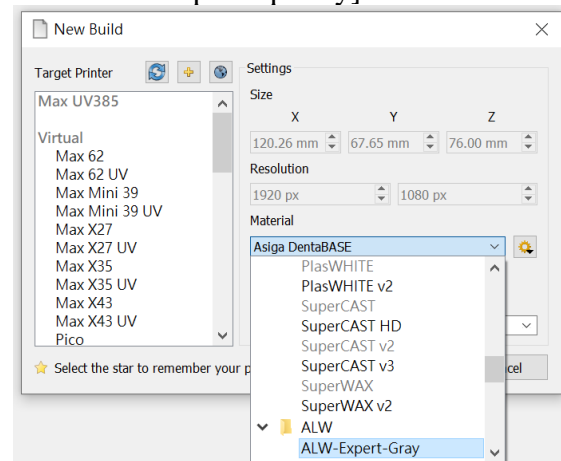 New Build
Target Printer
Max UV385
Virtual
Max 62
Max 62 UV
Max Mini 39
Max Mini 39 UV
Max X27
Max X27 UV
Max X35
Max X35 UV
Max X43
Max X43 UV
Pico
Select the star to remember your p
Settings
Size
X Y Z
120.26 mm 67.65 mm 76.00 mm
Resolution
1920 px 1080 px
Material
Asiga DentaBASE
PlasWHITE
PlasWHITE v2
SuperCAST
SuperCAST HD
SuperCAST v2
SuperCAST v3
SuperWAX
SuperWAX v2
ALW
ALW-Expert-Gray
cel